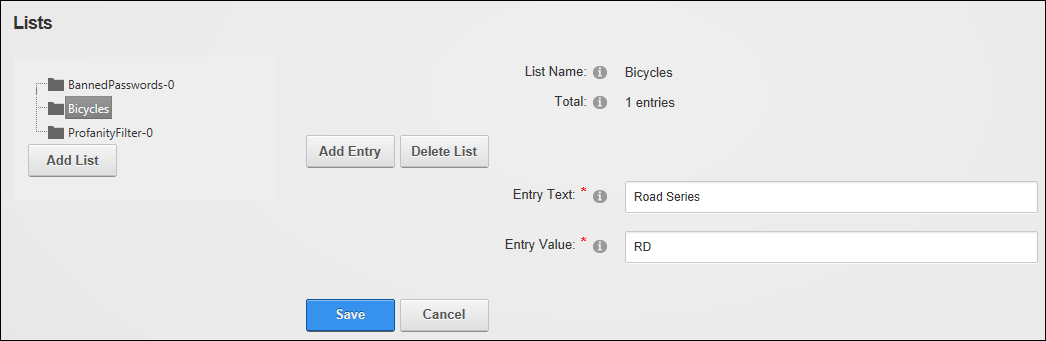 Lists
BannedPasswords-0
Bicycles
ProfanityFilter-0
Add List
List Name: Bicycles
Total: 1 entries
Add Entry Delete List
Entry Text: * Road Series
Entry Value: * RD
Save Cancel